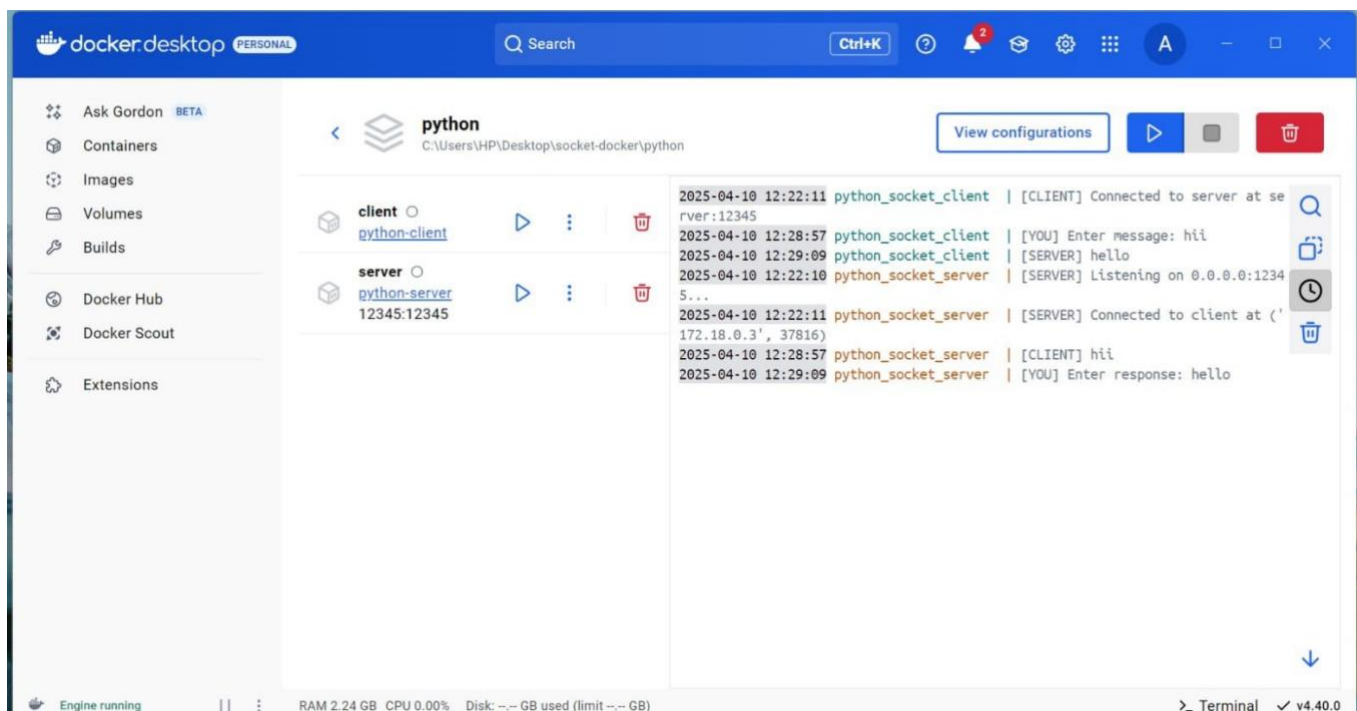 docker.desktop PERSONAL
Search
Ctrl+K
2
A
Ask Gordon BETA
Containers
Images
Volumes
Builds
Docker Hub
Docker Scout
Extensions
python
C:\Users\HP\Desktop\socket-docker\python
View configurations
client
python-client
server
python-server
12345:12345
2025-04-10 12:22:11 python_socket_client | [CLIENT] Connected to server at se
rver:12345
2025-04-10 12:28:57 python_socket_client | [YOU] Enter message: hii
2025-04-10 12:29:09 python_socket_client | [SERVER] hello
2025-04-10 12:22:10 python_socket_server | [SERVER] Listening on 0.0.0.0:1234
5...
2025-04-10 12:22:11 python_socket_server | [SERVER] Connected to client at ('
172.18.0.3', 37816)
2025-04-10 12:28:57 python_socket_server | [CLIENT] hii
2025-04-10 12:29:09 python_socket_server | [YOU] Enter response: hello
Engine running
RAM 2.24 GB CPU 0.00% Disk: --.-- GB used (limit --.-- GB)
>_ Terminal
v4.40.0